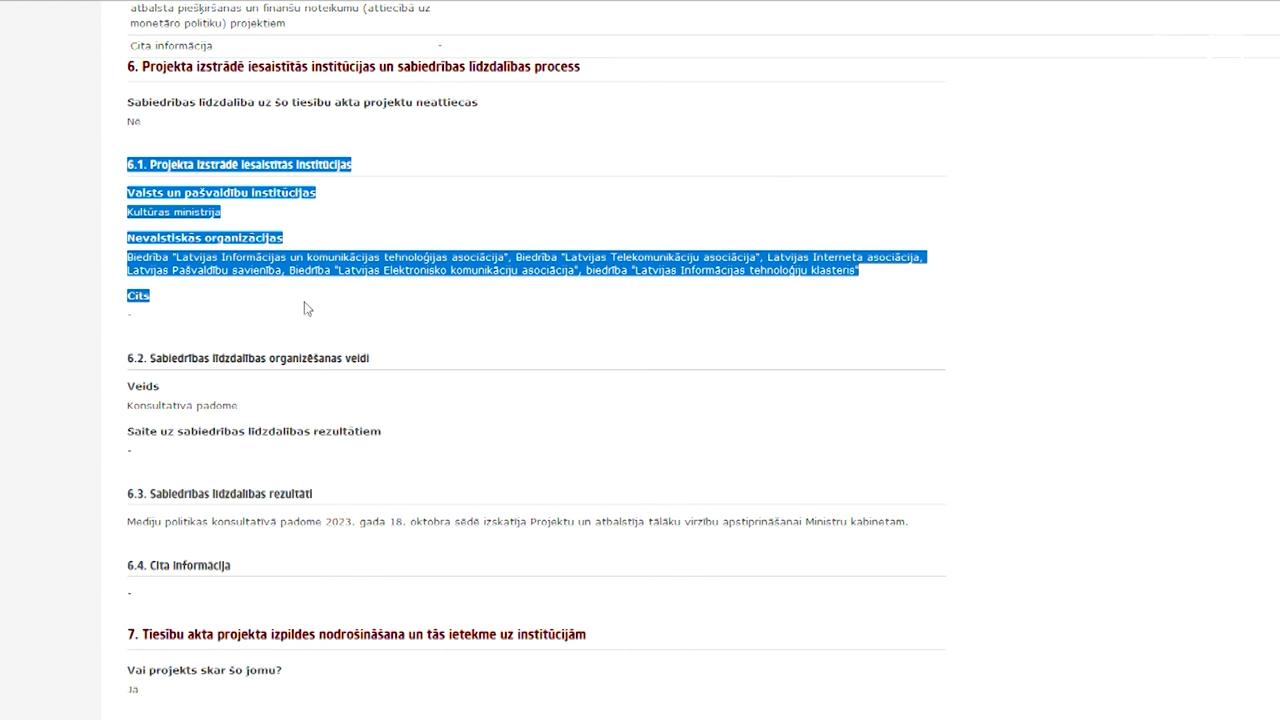 atbalsta piešķiršanas un finanšu noteikumu (attiecībā uz
monetāro politiku) projektiem
Cita informācija -
6. Projekta izstrādē iesaistītās institūcijas un sabiedrības līdzdalības process
Sabiedrības līdzdalība uz šo tiesību akta projektu neattiecas
Nē
6.1. Projekta izstrādē iesaistītās institūcijas
Valsts un pašvaldību institūcijas
Kultūras ministrija
Nevalstiskās organizācijas
Biedrība "Latvijas Informācijas un komunikācijas tehnoloģijas asociācija", Biedrība "Latvijas Telekomunikāciju asociācija", Latvijas Interneta asociācija,
Latvijas Pašvaldību savienība, Biedrība "Latvijas Elektronisko komunikāciju asociācija", biedrība "Latvijas Informācijas tehnoloģiju klasteris"
Cits
-
6.2. Sabiedrības līdzdalības organizēšanas veidi
Veids
Konsultatīvā padome
Saite uz sabiedrības līdzdalības rezultātiem
-
6.3. Sabiedrības līdzdalības rezultāti
Mediju politikas konsultatīvā padome 2023. gada 18. oktobra sēdē izskatīja Projektu un atbalstīja tālāku virzību apstiprināšanai Ministru kabinetam.
6.4. Cita informācija
-
7. Tiesību akta projekta izpildes nodrošināšana un tās ietekme uz institūcijām
Vai projekts skar šo jomu?
Jā